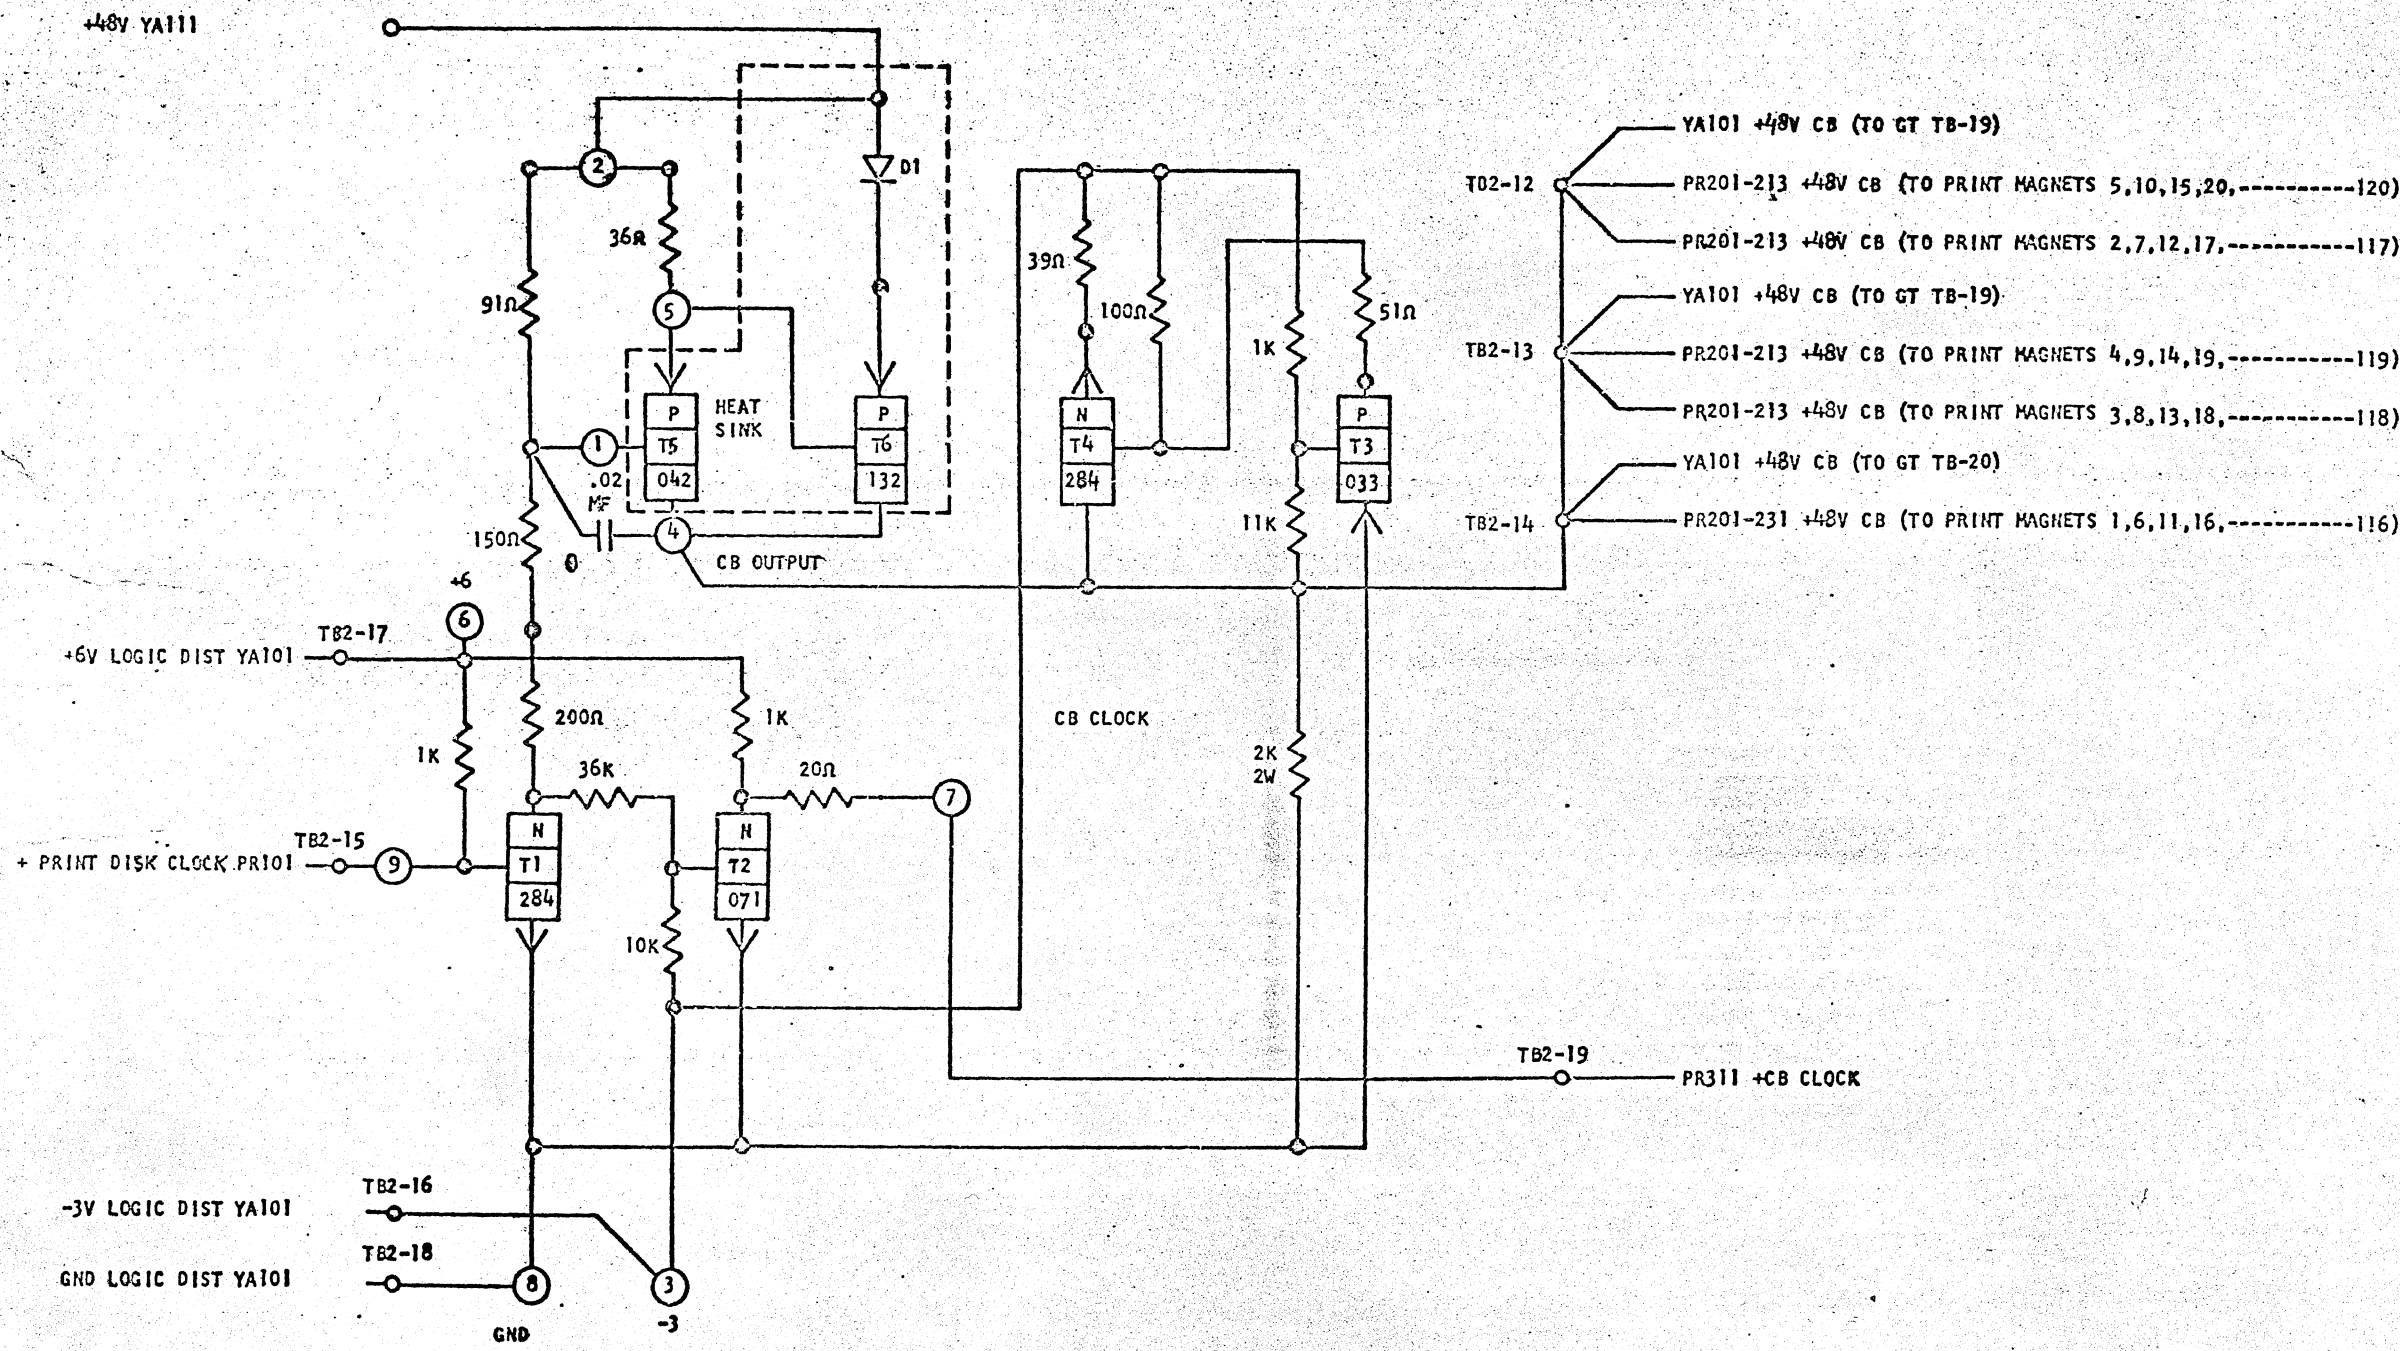 +48V YA111
2
D1
36Ω
91Ω
5
P
T5
042
HEAT
SINK
P
T6
132
1
.02
MF
4
150Ω
0
CB OUTPUT
39Ω
100Ω
1K
51Ω
N
T4
284
P
T3
033
11K
TB2-12
YA101 +48V CB (TO GT TB-19)
PR201-213 +48V CB (TO PRINT MAGNETS 5,10,15,20,----------120)
PR201-213 +48V CB (TO PRINT MAGNETS 2,7,12,17,-----------117)
TB2-13
YA101 +48V CB (TO GT TB-19)
PR201-213 +48V CB (TO PRINT MAGNETS 4,9,14,19,-----------119)
PR201-213 +48V CB (TO PRINT MAGNETS 3,8,13,18,-----------118)
TB2-14
YA101 +48V CB (TO GT TB-20)
PR201-231 +48V CB (TO PRINT MAGNETS 1,6,11,16,-----------116)
+6
6
TB2-17
+6V LOGIC DIST YA101
200Ω
1K
1K
36K
20Ω
7
CB CLOCK
2K
2W
TB2-15
+ PRINT DISK CLOCK PR101
9
N
T1
284
N
T2
071
10K
TB2-19
PR311 +CB CLOCK
TB2-16
-3V LOGIC DIST YA101
TB2-18
GND LOGIC DIST YA101
8
3
GND
-3